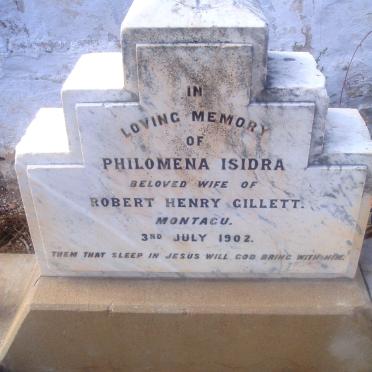 IN
LOVING MEMORY
OF
PHILOMENA ISIDRA
BELOVED WIFE OF
ROBERT HENRY GILLETT.
MONTAGU.
3RD JULY 1902.
THEM THAT SLEEP IN JESUS WILL GOD BRING WITH HIM.